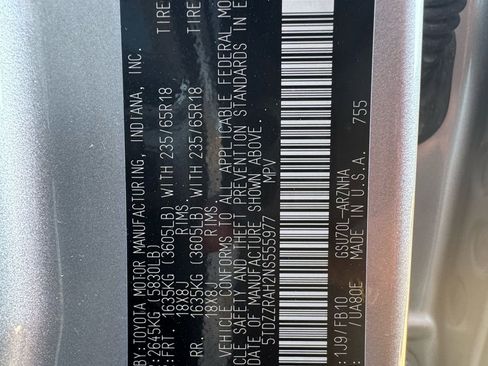 BY: TOYOTA MOTOR MANUFACTURING, INDIANA, INC.
:2645KG (5830LB)
FRT. 1635KG (3605LB) WITH 235/65R18
18X8J RIMS,
RR. 1635KG (3605LB) WITH 235/65R18
18X8J RIMS,
VEHICLE CONFORMS TO ALL APPLICABLE FEDERAL MO
CLE SAFETY AND THEFT PREVENTION STANDARDS IN E
DATE OF MANUFACTURE SHOWN ABOVE.
5TDZZRAH2NS555977 MPV
:1J9/FB10 GSU70L-ARZNHA
/UA80E MADE IN U.S.A. 755